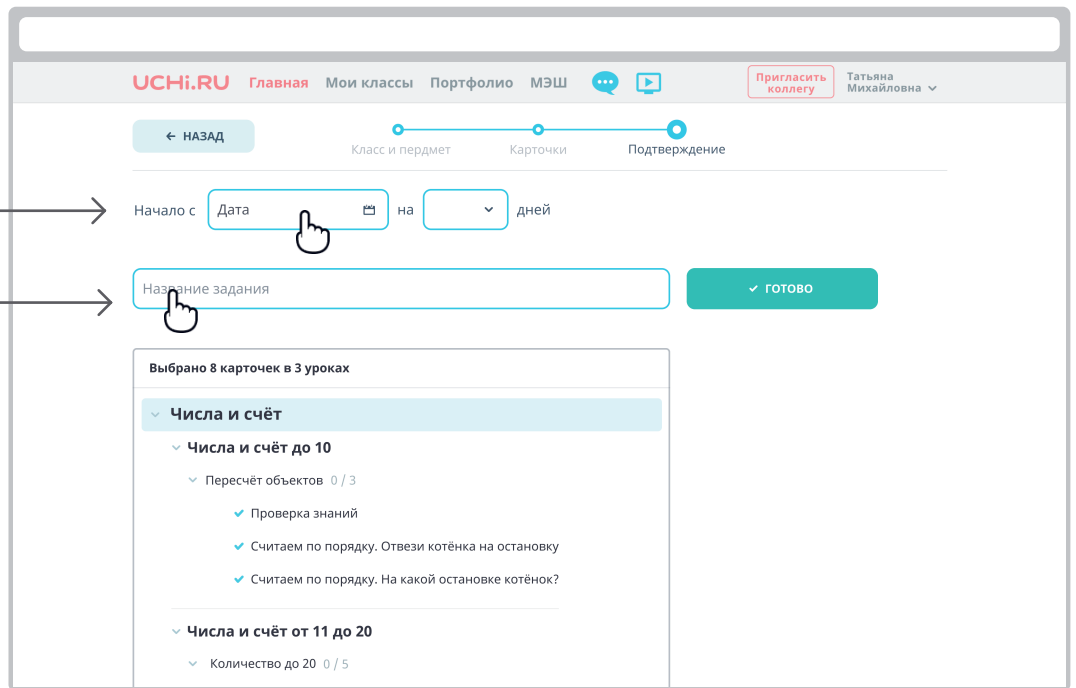 UCHi.RU Главная Мои классы Портфолио МЭШ Пригласить коллегу Татьяна Михайловна
← НАЗАД
Класс и пердмет Карточки Подтверждение
Начало с Дата на дней
Название задания ГОТОВО
Выбрано 8 карточек в 3 уроках
Числа и счёт
Числа и счёт до 10
Пересчёт объектов 0 / 3
Проверка знаний
Считаем по порядку. Отвези котёнка на остановку
Считаем по порядку. На какой остановке котёнок?
Числа и счёт от 11 до 20
Количество до 20 0 / 5